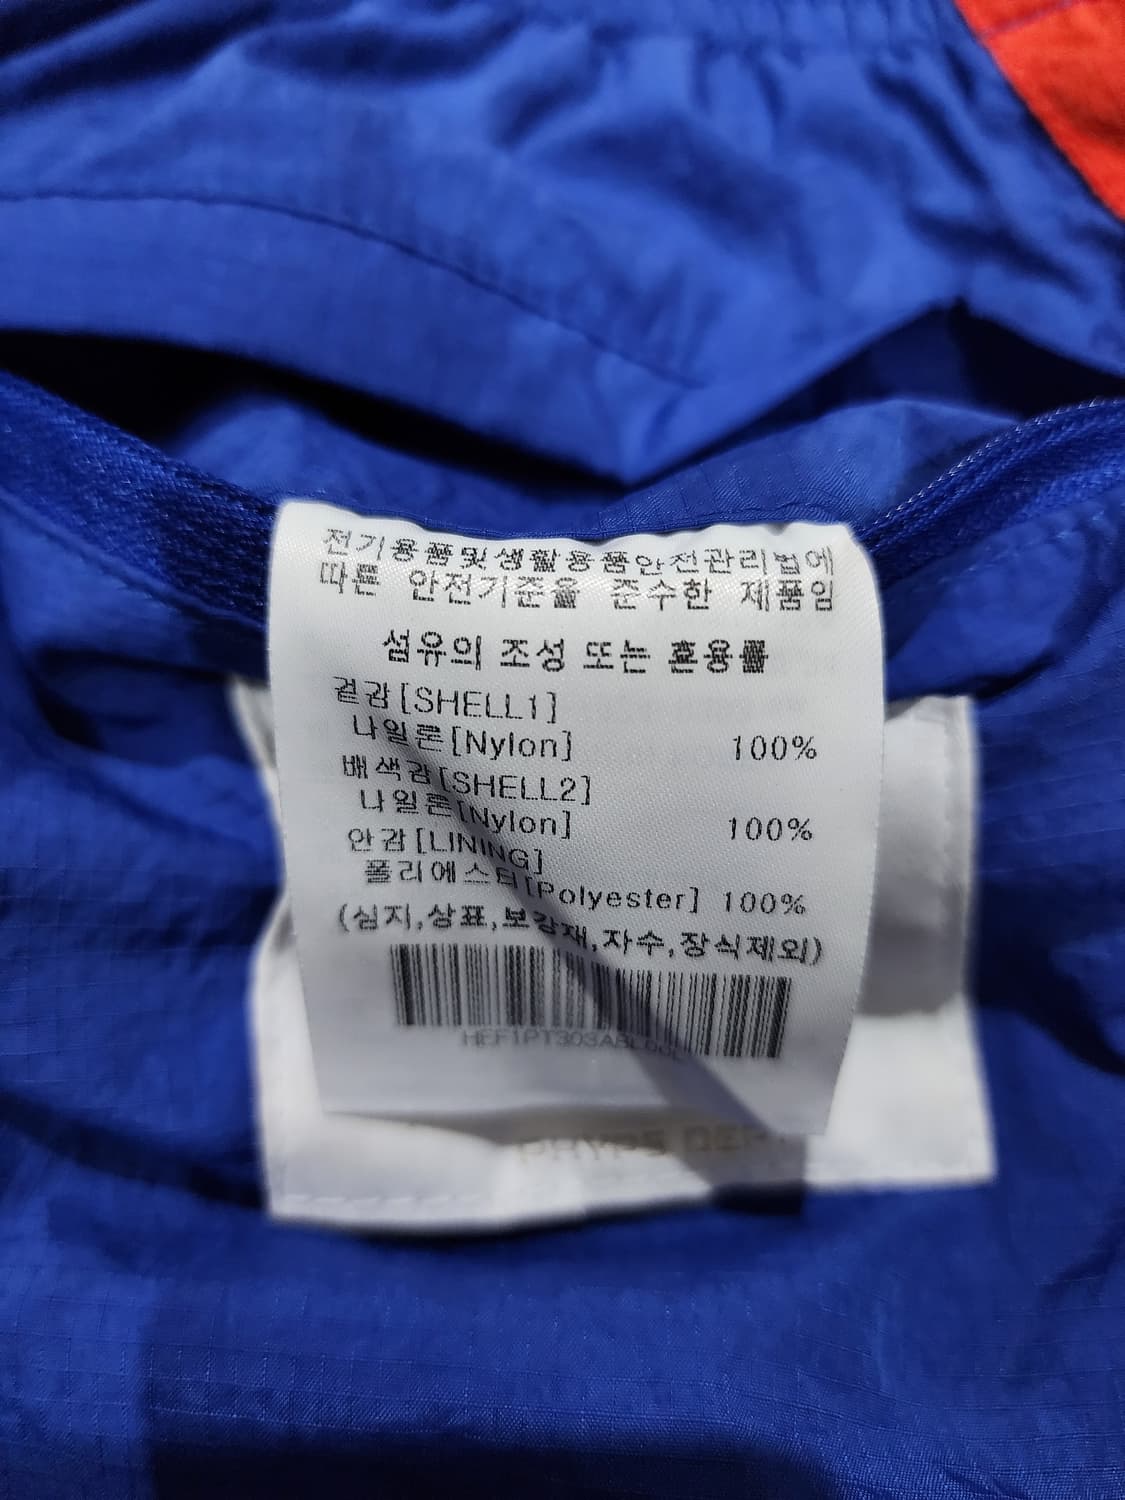 전기용품및생활용품안전관리법에
따른 안전기준을 준수한 제품임
섬유의 조성 또는 혼용률
겉감[SHELL1]
나일론[Nylon] 100%
배색감[SHELL2]
나일론[Nylon] 100%
안감[LINING]
폴리에스터[Polyester] 100%
(심지,상표,보강재,자수,장식제외)